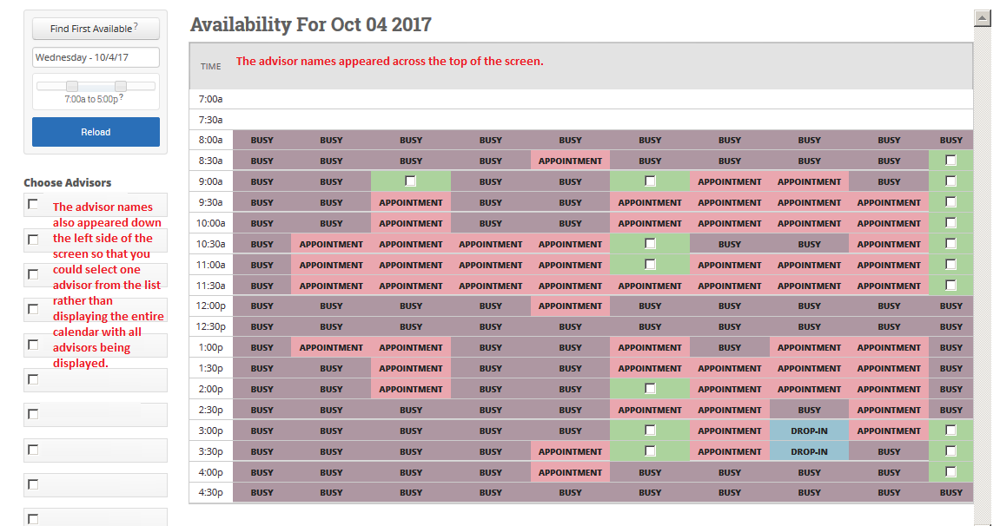 Find First Available?
Wednesday - 10/4/17
7:00a to 5:00p?
Reload
Choose Advisors
The advisor names
also appeared down
the left side of the
screen so that you
could select one
advisor from the list
rather than
displaying the entire
calendar with all
advisors being
displayed.
Availability For Oct 04 2017
TIME The advisor names appeared across the top of the screen.
7:00a
7:30a
8:00a BUSY BUSY BUSY BUSY BUSY BUSY BUSY BUSY BUSY
8:30a BUSY BUSY BUSY BUSY APPOINTMENT BUSY BUSY BUSY BUSY
9:00a BUSY BUSY BUSY BUSY APPOINTMENT APPOINTMENT BUSY
9:30a BUSY BUSY APPOINTMENT BUSY BUSY APPOINTMENT APPOINTMENT APPOINTMENT APPOINTMENT
10:00a BUSY BUSY APPOINTMENT BUSY BUSY APPOINTMENT APPOINTMENT APPOINTMENT APPOINTMENT
10:30a BUSY APPOINTMENT APPOINTMENT APPOINTMENT APPOINTMENT BUSY BUSY APPOINTMENT
11:00a BUSY APPOINTMENT APPOINTMENT APPOINTMENT APPOINTMENT APPOINTMENT APPOINTMENT APPOINTMENT
11:30a BUSY APPOINTMENT APPOINTMENT APPOINTMENT APPOINTMENT APPOINTMENT APPOINTMENT APPOINTMENT APPOINTMENT
12:00p BUSY BUSY BUSY BUSY APPOINTMENT BUSY BUSY BUSY BUSY BUSY
12:30p BUSY BUSY BUSY BUSY BUSY BUSY BUSY BUSY BUSY BUSY
1:00p BUSY APPOINTMENT APPOINTMENT BUSY BUSY APPOINTMENT BUSY APPOINTMENT APPOINTMENT BUSY
1:30p BUSY BUSY APPOINTMENT BUSY BUSY APPOINTMENT APPOINTMENT APPOINTMENT APPOINTMENT BUSY
2:00p BUSY BUSY APPOINTMENT BUSY BUSY APPOINTMENT APPOINTMENT APPOINTMENT BUSY
2:30p BUSY BUSY BUSY BUSY BUSY APPOINTMENT APPOINTMENT BUSY APPOINTMENT BUSY
3:00p BUSY BUSY BUSY BUSY BUSY APPOINTMENT DROP-IN APPOINTMENT
3:30p BUSY BUSY BUSY BUSY APPOINTMENT APPOINTMENT DROP-IN BUSY
4:00p BUSY BUSY BUSY BUSY APPOINTMENT BUSY BUSY BUSY BUSY
4:30p BUSY BUSY BUSY BUSY BUSY BUSY BUSY BUSY BUSY BUSY